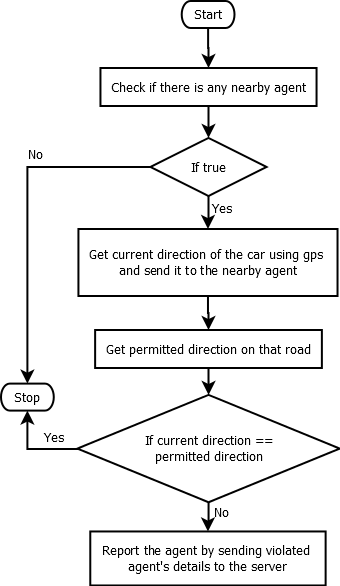 Start
Check if there is any nearby agent
If true
No
Yes
Get current direction of the car using gps
and send it to the nearby agent
Get permitted direction on that road
Stop
If current direction ==
permitted direction
Yes
No
Report the agent by sending violated
agent's details to the server